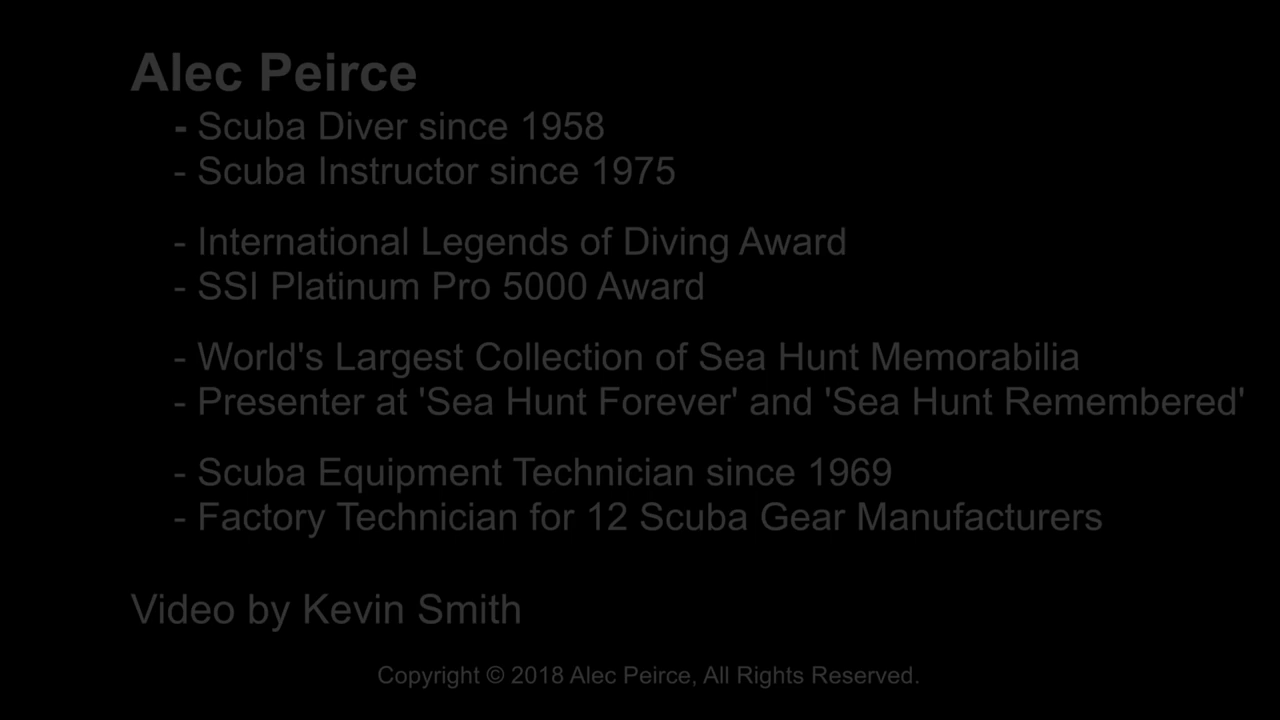 Alec Peirce
- Scuba Diver since 1958
- Scuba Instructor since 1975
- International Legends of Diving Award
- SSI Platinum Pro 5000 Award
- World's Largest Collection of Sea Hunt Memorabilia
- Presenter at 'Sea Hunt Forever' and 'Sea Hunt Remembered'
- Scuba Equipment Technician since 1969
- Factory Technician for 12 Scuba Gear Manufacturers
Video by Kevin Smith
Copyright © 2018 Alec Peirce, All Rights Reserved.